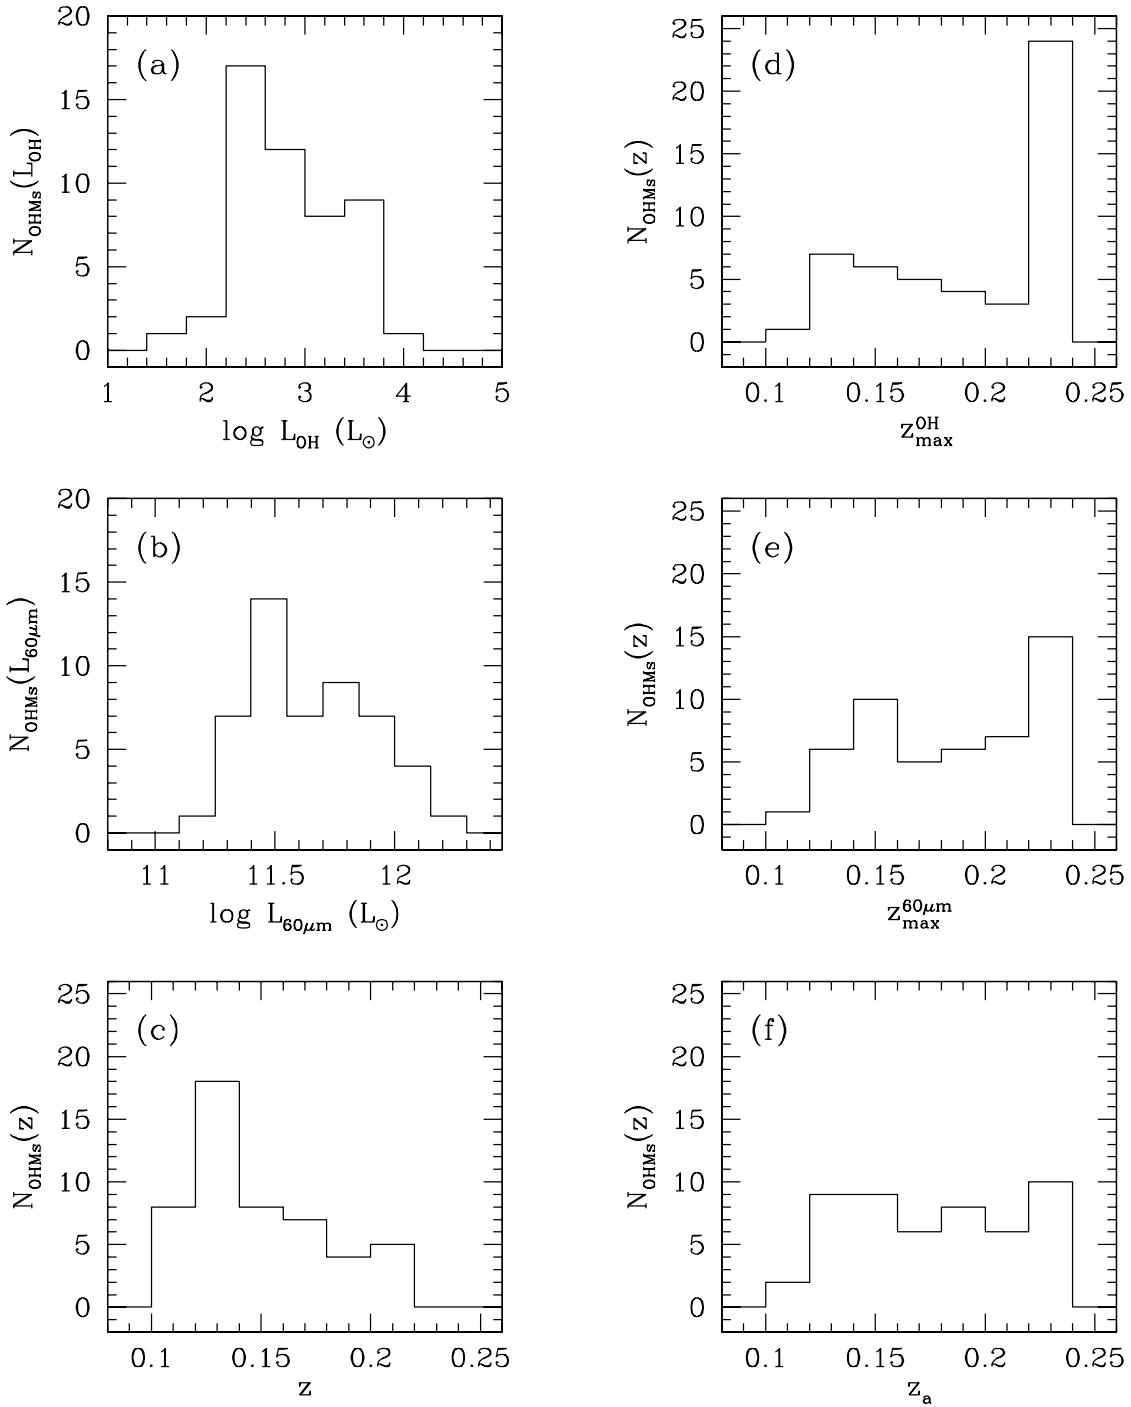 (a)
20
15
10
5
0
N_OHMs(L_OH)
1 2 3 4 5
log L_OH (L_⊙)
(d)
25
20
15
10
5
0
N_OHMs(z)
0.1 0.15 0.2 0.25
z_max^OH
(b)
20
15
10
5
0
N_OHMs(L_60μm)
11 11.5 12
log L_60μm (L_⊙)
(e)
25
20
15
10
5
0
N_OHMs(z)
0.1 0.15 0.2 0.25
z_max^60μm
(c)
25
20
15
10
5
0
N_OHMs(z)
0.1 0.15 0.2 0.25
z
(f)
25
20
15
10
5
0
N_OHMs(z)
0.1 0.15 0.2 0.25
z_a